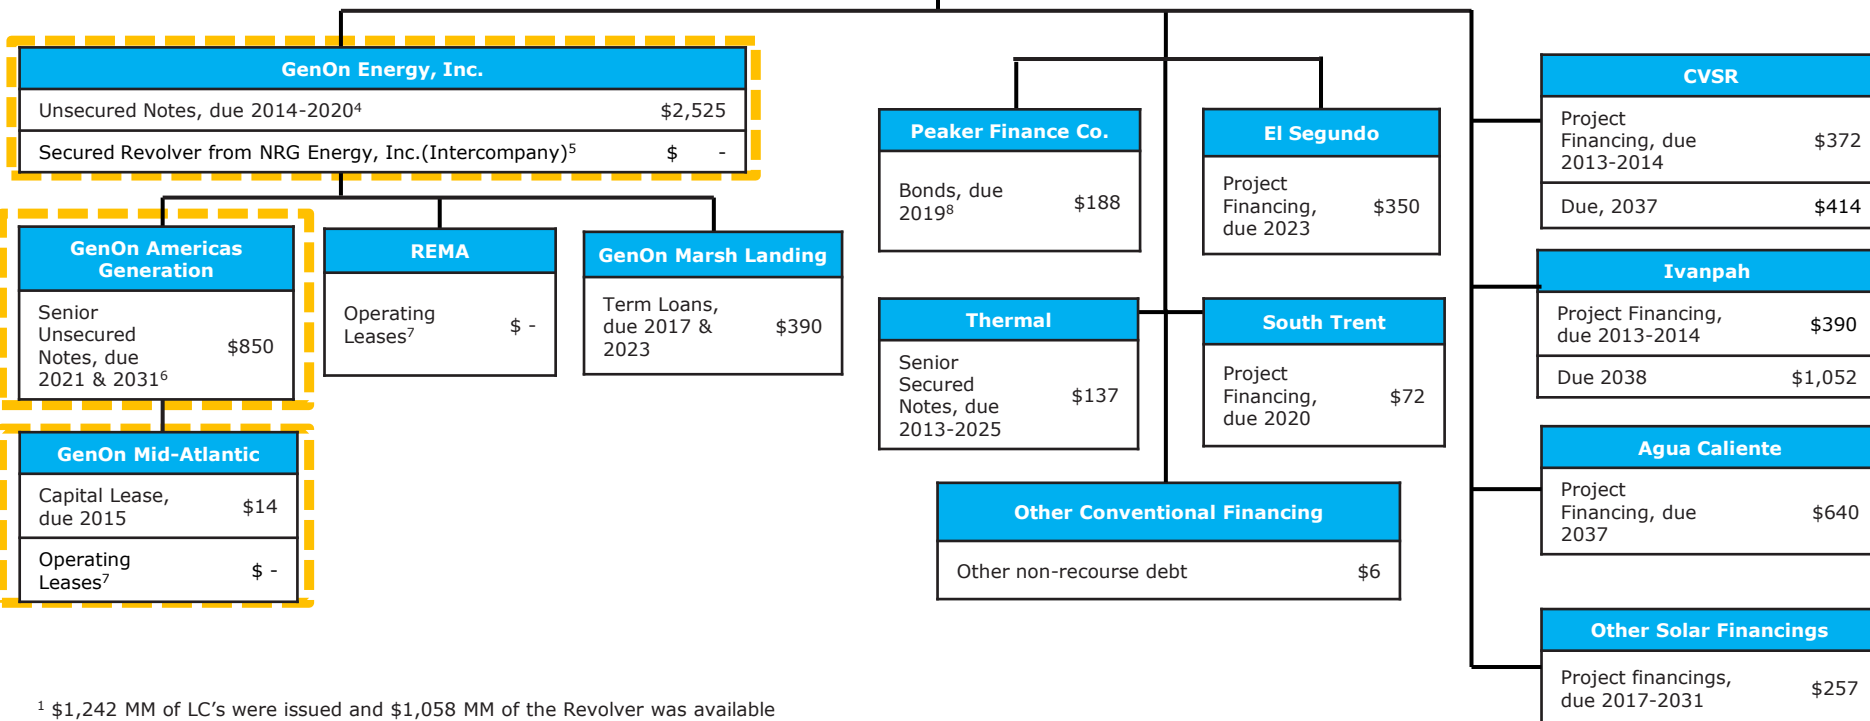 GenOn Energy, Inc.
Unsecured Notes, due 2014-2020⁴ $2,525
Secured Revolver from NRG Energy, Inc.(Intercompany)⁵ $ -
GenOn Americas
Generation
Senior
Unsecured
Notes, due
2021 & 2031⁶
$850
REMA
Operating
Leases⁷
$ -
GenOn Marsh Landing
Term Loans,
due 2017 &
2023
$390
GenOn Mid-Atlantic
Capital Lease,
due 2015
$14
Operating
Leases⁷
$ -
Peaker Finance Co.
Bonds, due
2019⁸
$188
El Segundo
Project
Financing,
due 2023
$350
Thermal
Senior
Secured
Notes, due
2013-2025
$137
South Trent
Project
Financing,
due 2020
$72
Other Conventional Financing
Other non-recourse debt $6
CVSR
Project
Financing, due
2013-2014
$372
Due, 2037 $414
Ivanpah
Project Financing,
due 2013-2014
$390
Due 2038 $1,052
Agua Caliente
Project
Financing, due
2037
$640
Other Solar Financings
Project financings,
due 2017-2031
$257
¹ $1,242 MM of LC’s were issued and $1,058 MM of the Revolver was available